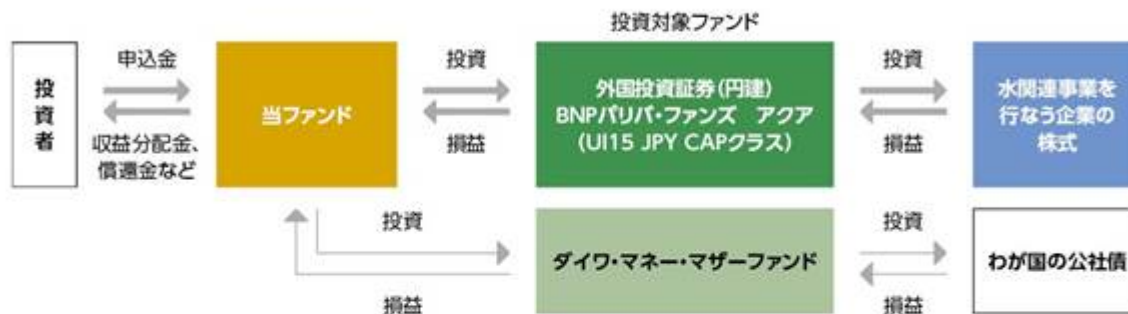 投資対象ファンド
投資者
申込金
収益分配金、
償還金など
当ファンド
投資
損益
外国投資証券(円建)
BNPパリバ・ファンズ アクア
(UI15 JPY CAPクラス)
投資
損益
水関連事業を
行なう企業の
株式
投資
損益
ダイワ・マネー・マザーファンド
投資
損益
わが国の公社債